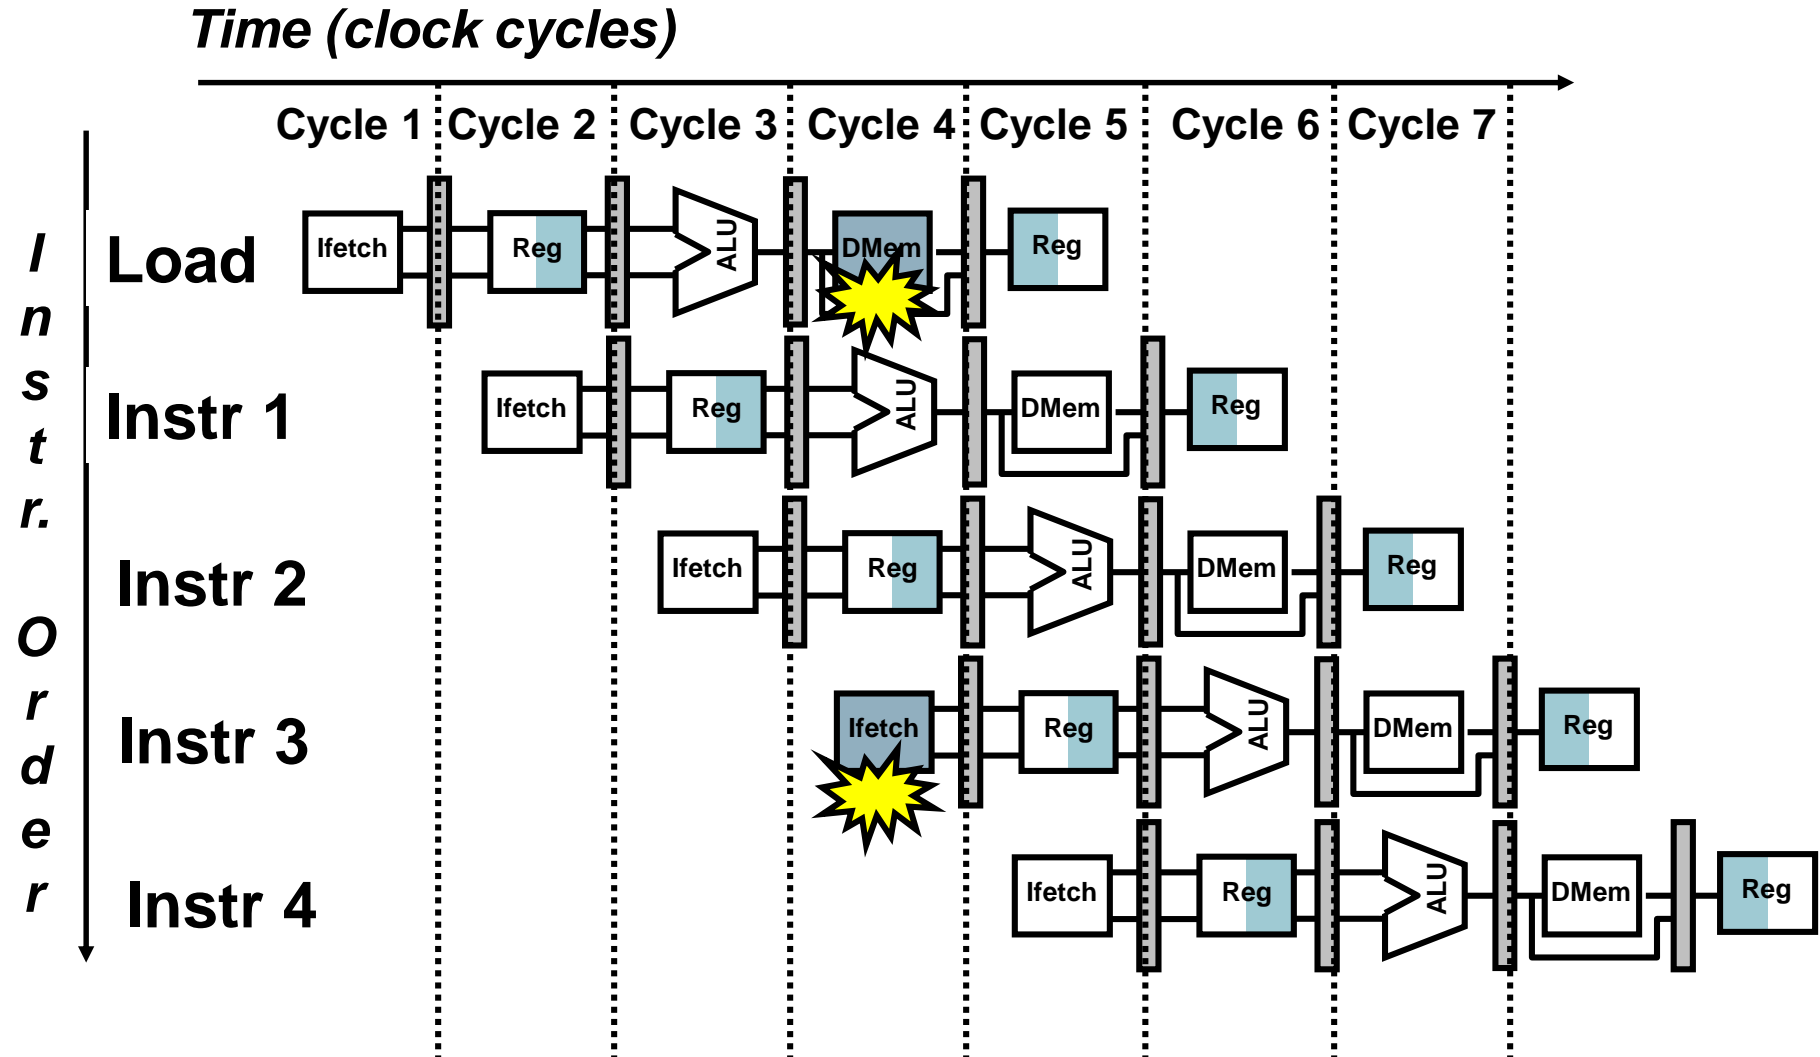 Time (clock cycles)
Cycle 1 Cycle 2 Cycle 3 Cycle 4 Cycle 5 Cycle 6 Cycle 7
Instr. Order
Load Ifetch Reg ALU DMem Reg
Instr 1 Ifetch Reg ALU DMem Reg
Instr 2 Ifetch Reg ALU DMem Reg
Instr 3 Ifetch Reg ALU DMem Reg
Instr 4 Ifetch Reg ALU DMem Reg